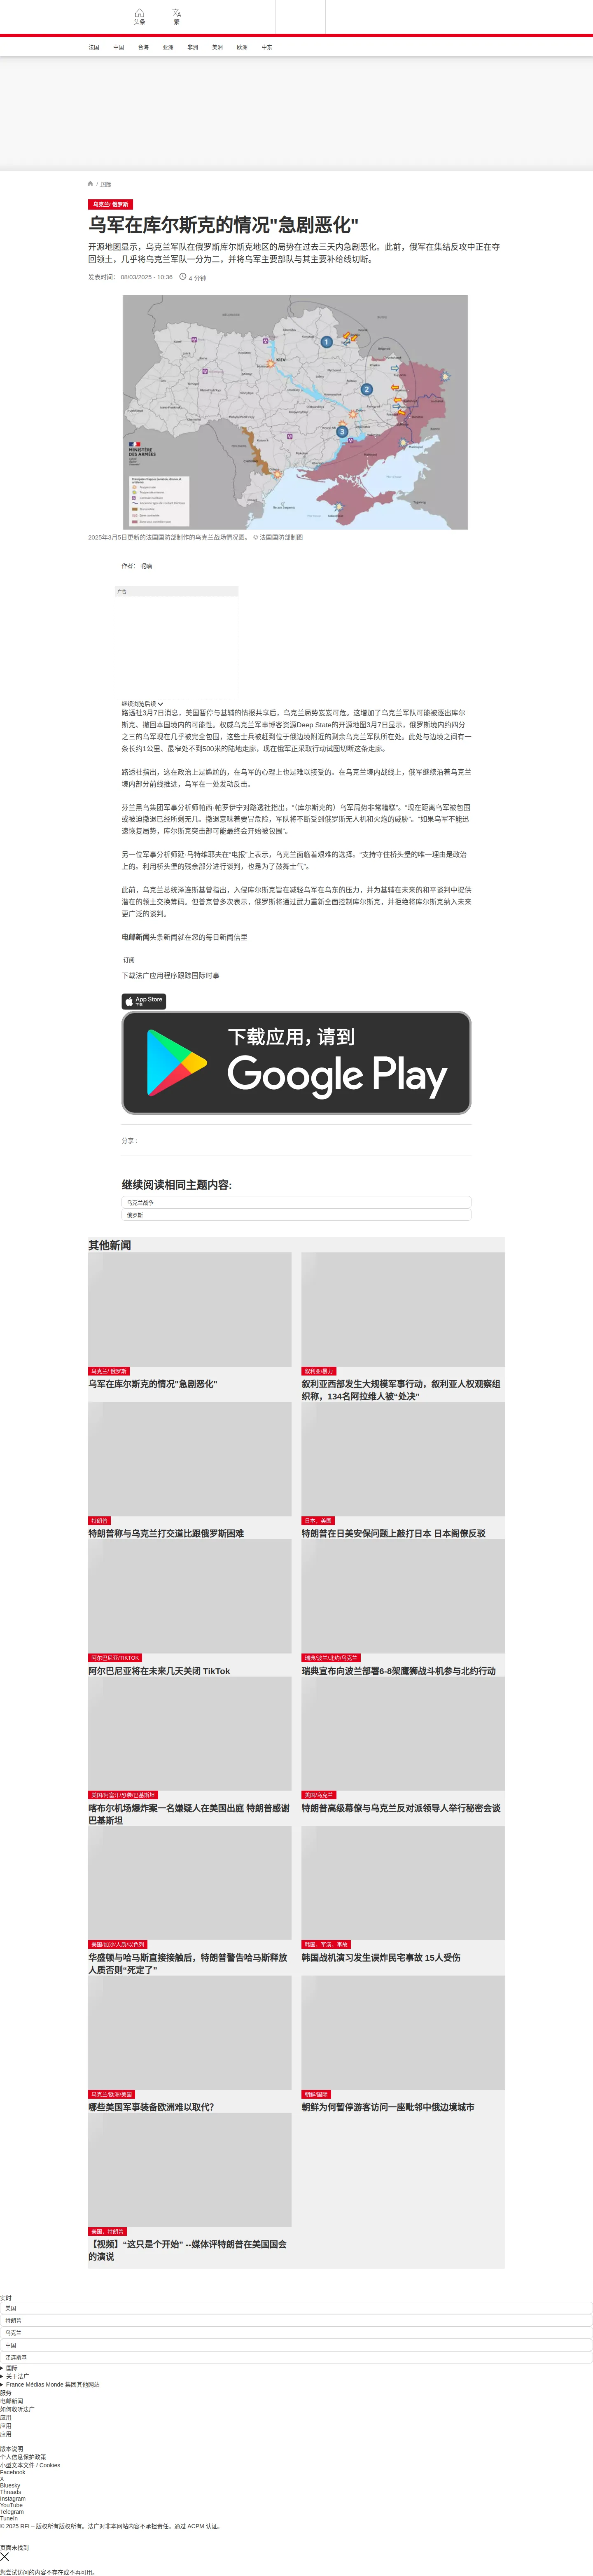 头条
繁
法国
中国
台海
亚洲
非洲
美洲
欧洲
中东
/ 国际
乌克兰/ 俄罗斯
乌军在库尔斯克的情况"急剧恶化"
开源地图显示，乌克兰军队在俄罗斯库尔斯克地区的局势在过去三天内急剧恶化。此前，俄军在集结反攻中正在夺
回领土，几乎将乌克兰军队一分为二，并将乌军主要部队与其主要补给线切断。
发表时间： 08/03/2025 - 10:36
4 分钟
KIEV
1
2
3
MINISTÈRE
DES ARMÉES
2025年3月5日更新的法国国防部制作的乌克兰战场情况图。 © 法国国防部制图
作者： 呢喃
广告
继续浏览后续
路透社3月7日消息，美国暂停与基辅的情报共享后，乌克兰局势岌岌可危。这增加了乌克兰军队可能被逐出库尔
斯克、撤回本国境内的可能性。权威乌克兰军事博客资源Deep State的开源地图3月7日显示，俄罗斯境内约四分
之三的乌军现在几乎被完全包围，这些士兵被赶到位于俄边境附近的剩余乌克兰军队所在处。此处与边境之间有一
条长约1公里、最窄处不到500米的陆地走廊，现在俄军正采取行动试图切断这条走廊。
路透社指出，这在政治上是尴尬的，在乌军的心理上也是难以接受的。在乌克兰境内战线上，俄军继续沿着乌克兰
境内部分前线推进，乌军在一处发动反击。
芬兰黑鸟集团军事分析师帕西·帕罗伊宁对路透社指出，“（库尔斯克的）乌军局势非常糟糕”。“现在距离乌军被包围
或被迫撤退已经所剩无几。撤退意味着要冒危险，军队将不断受到俄罗斯无人机和火炮的威胁”。“如果乌军不能迅
速恢复局势，库尔斯克突击部可能最终会开始被包围”。
另一位军事分析师延·马特维耶夫在“电报”上表示，乌克兰面临着艰难的选择。“支持守住桥头堡的唯一理由是政治
上的。利用桥头堡的残余部分进行谈判，也是为了鼓舞士气”。
此前，乌克兰总统泽连斯基曾指出，入侵库尔斯克旨在减轻乌军在乌东的压力，并为基辅在未来的和平谈判中提供
潜在的领土交换筹码。但普京曾多次表示，俄罗斯将通过武力重新全面控制库尔斯克，并拒绝将库尔斯克纳入未来
更广泛的谈判。
电邮新闻头条新闻就在您的每日新闻信里
订阅
下载法广应用程序跟踪国际时事
App Store
下载
下载应用，请到
Google Play
分享 :
继续阅读相同主题内容:
乌克兰战争
俄罗斯
其他新闻
乌克兰/ 俄罗斯
乌军在库尔斯克的情况"急剧恶化"
叙利亚/暴力
叙利亚西部发生大规模军事行动，叙利亚人权观察组
织称，134名阿拉维人被“处决”
特朗普
特朗普称与乌克兰打交道比跟俄罗斯困难
日本，美国
特朗普在日美安保问题上敲打日本 日本阁僚反驳
阿尔巴尼亚/TIKTOK
阿尔巴尼亚将在未来几天关闭 TikTok
瑞典/波兰/北约/乌克兰
瑞典宣布向波兰部署6-8架鹰狮战斗机参与北约行动
美国/阿富汗/恐袭/巴基斯坦
喀布尔机场爆炸案一名嫌疑人在美国出庭 特朗普感谢
巴基斯坦
美国/乌克兰
特朗普高级幕僚与乌克兰反对派领导人举行秘密会谈
美国/加沙/人质/以色列
华盛顿与哈马斯直接接触后，特朗普警告哈马斯释放
人质否则“死定了”
韩国，军演，事故
韩国战机演习发生误炸民宅事故 15人受伤
乌克兰/欧洲/美国
哪些美国军事装备欧洲难以取代?
朝鲜/国际
朝鲜为何暂停游客访问一座毗邻中俄边境城市
美国，特朗普
【视频】“这只是个开始” --媒体评特朗普在美国国会
的演说
实时
美国
特朗普
乌克兰
中国
泽连斯基
国际
关于法广
France Médias Monde 集团其他网站
服务
电邮新闻
如何收听法广
应用
应用
应用
版本说明
个人信息保护政策
小型文本文件 / Cookies
Facebook
X
Bluesky
Threads
Instagram
YouTube
Telegram
TuneIn
© 2025 RFI – 版权所有版权所有。法广对非本网站内容不承担责任。通过 ACPM 认证。
页面未找到
您尝试访问的内容不存在或不再可用。